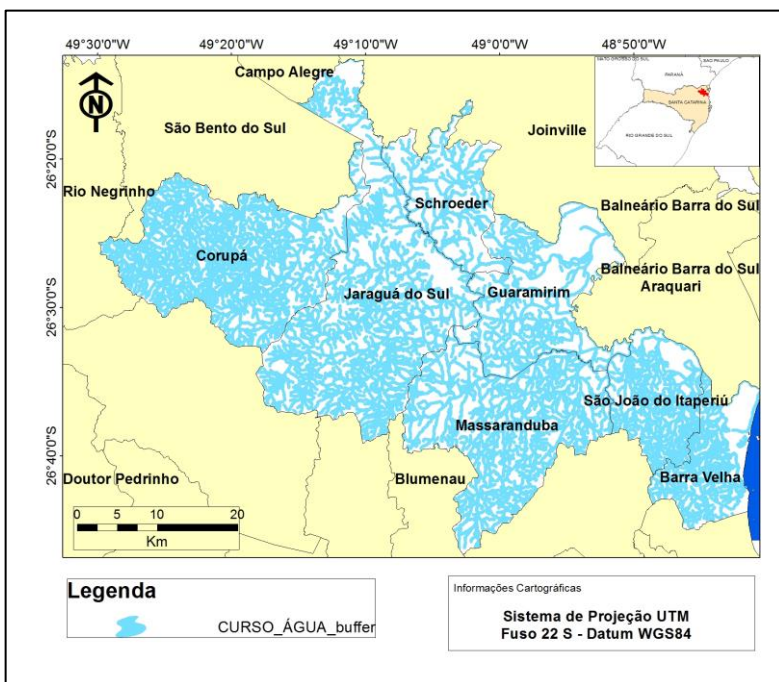 49°30'0"W 49°20'0"W 49°10'0"W 49°0'0"W 48°50'0"W
SÃO PAULO
PARANÁ
SANTA CATARINA
RIO GRANDE DO SUL
Campo Alegre
N
São Bento do Sul
Joinville
26°20'0"S
Rio Negrinho
Schroeder
Balneário Barra do Sul
Corupá
Balneário Barra do Sul
Jaraguá do Sul
Guaramirim
Araquari
26°30'0"S
São João do Itaperiú
Massaranduba
26°40'0"S
Doutor Pedrinho
Blumenau
Barra Velha
0 5 10 20
Km
Legenda
CURSO_ÁGUA_buffer
Informações Cartográficas
Sistema de Projeção UTM
Fuso 22 S - Datum WGS84